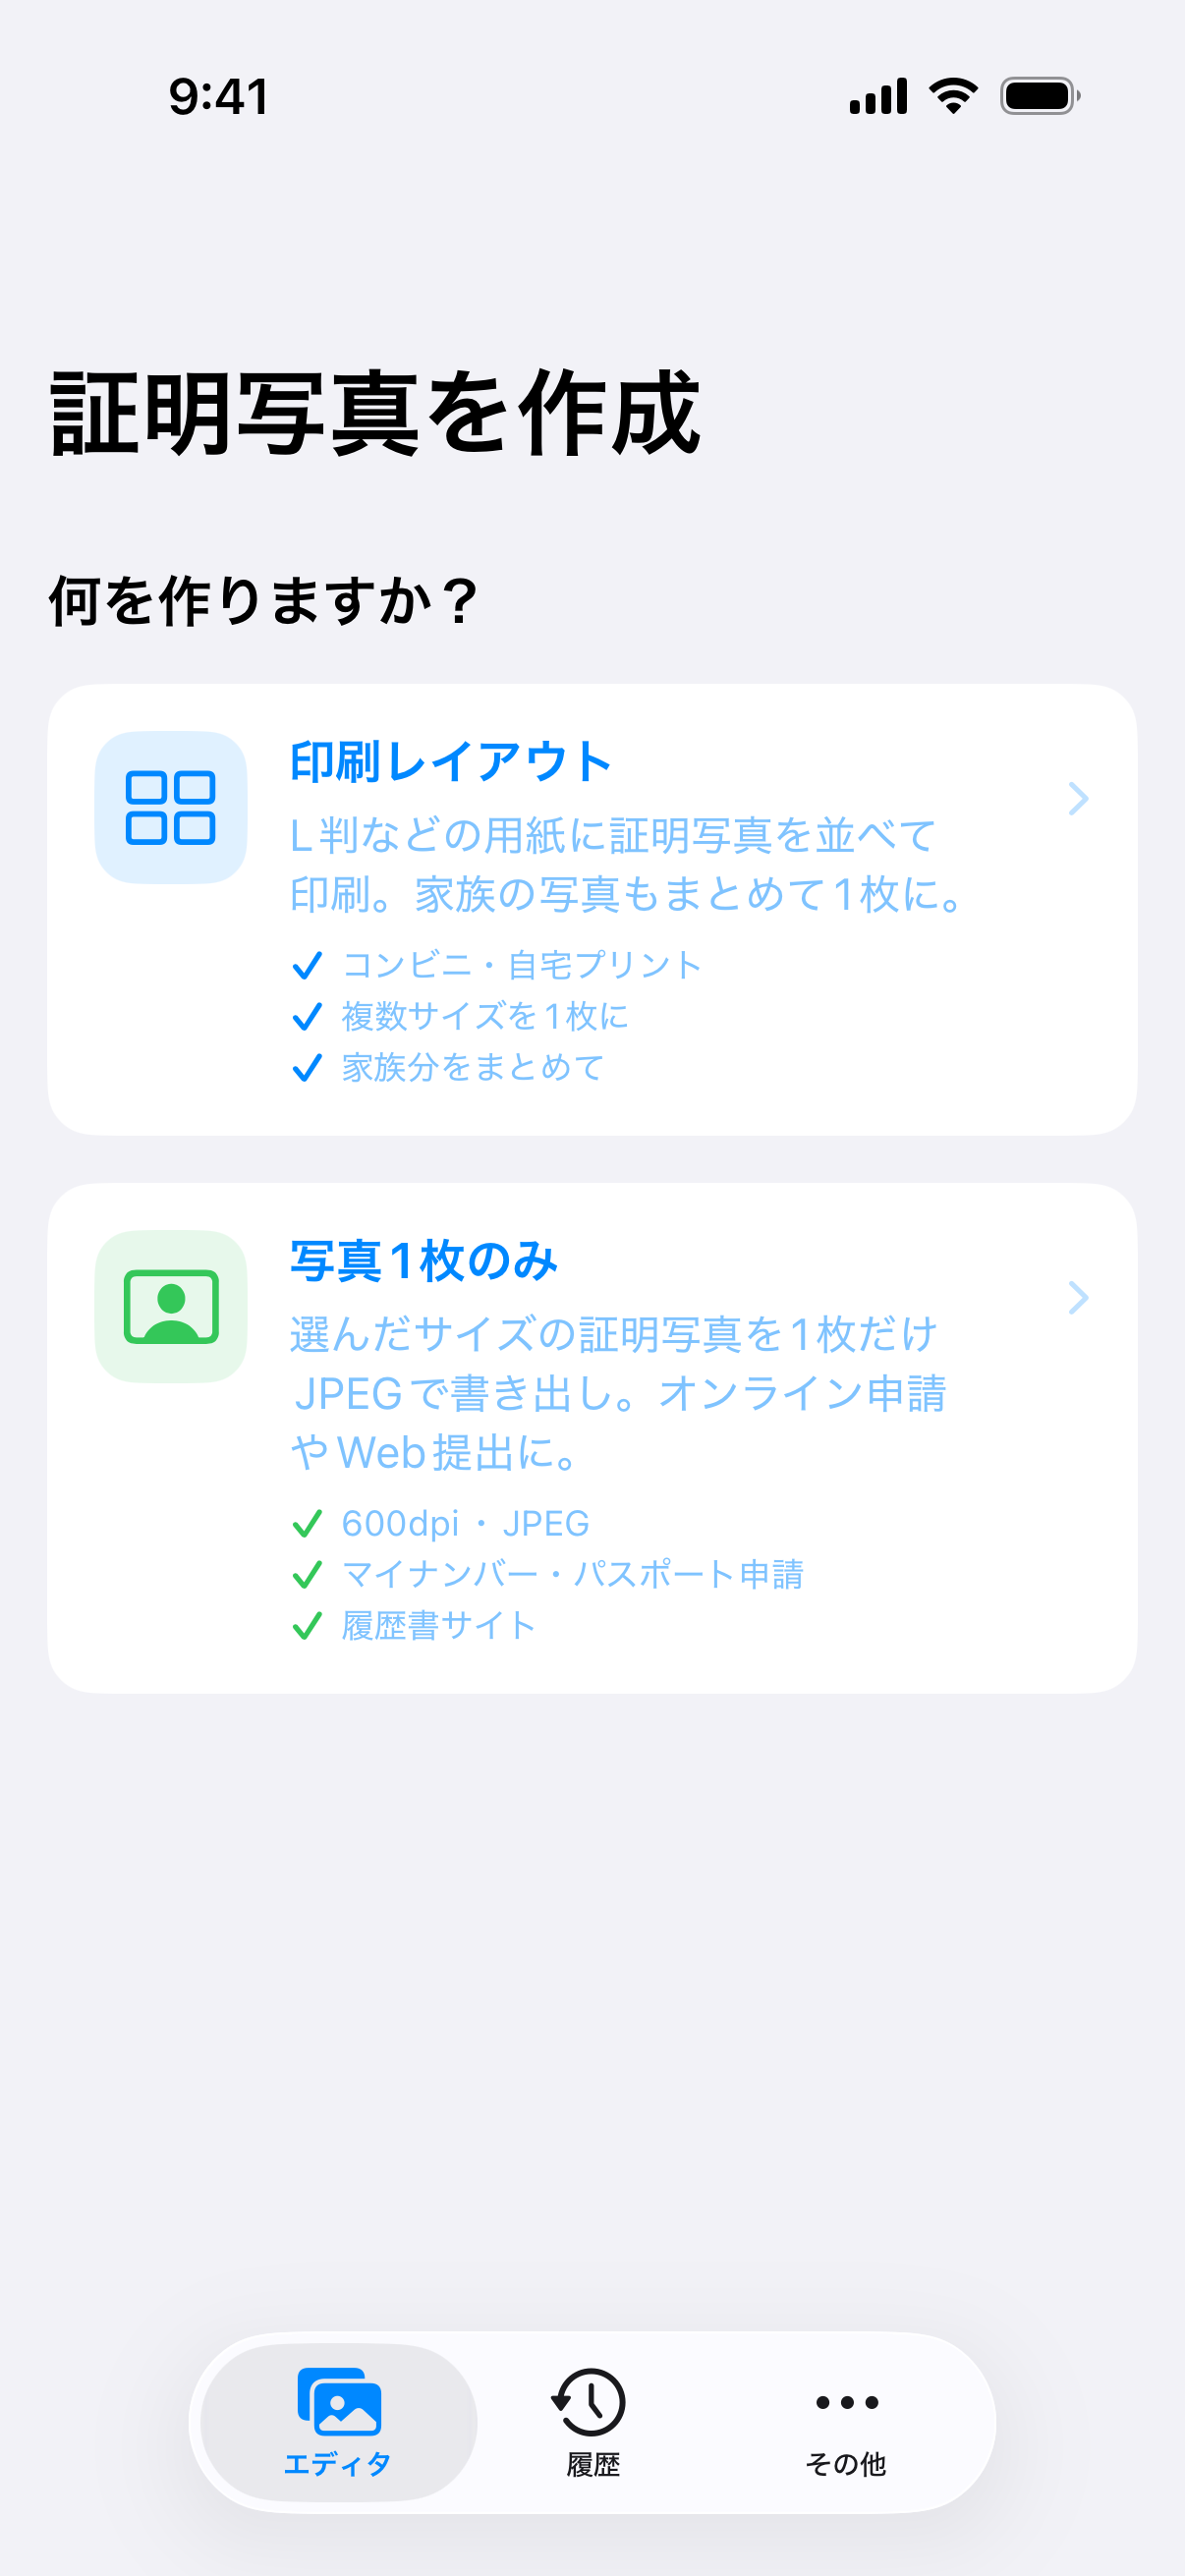 9:41
証明写真を作成
何を作りますか？
印刷レイアウト
L判などの用紙に証明写真を並べて
印刷。家族の写真もまとめて1枚に。
コンビニ・自宅プリント
複数サイズを1枚に
家族分をまとめて
写真1枚のみ
選んだサイズの証明写真を1枚だけ
JPEGで書き出し。オンライン申請
やWeb提出に。
600dpi・JPEG
マイナンバー・パスポート申請
履歴書サイト
エディタ
履歴
その他